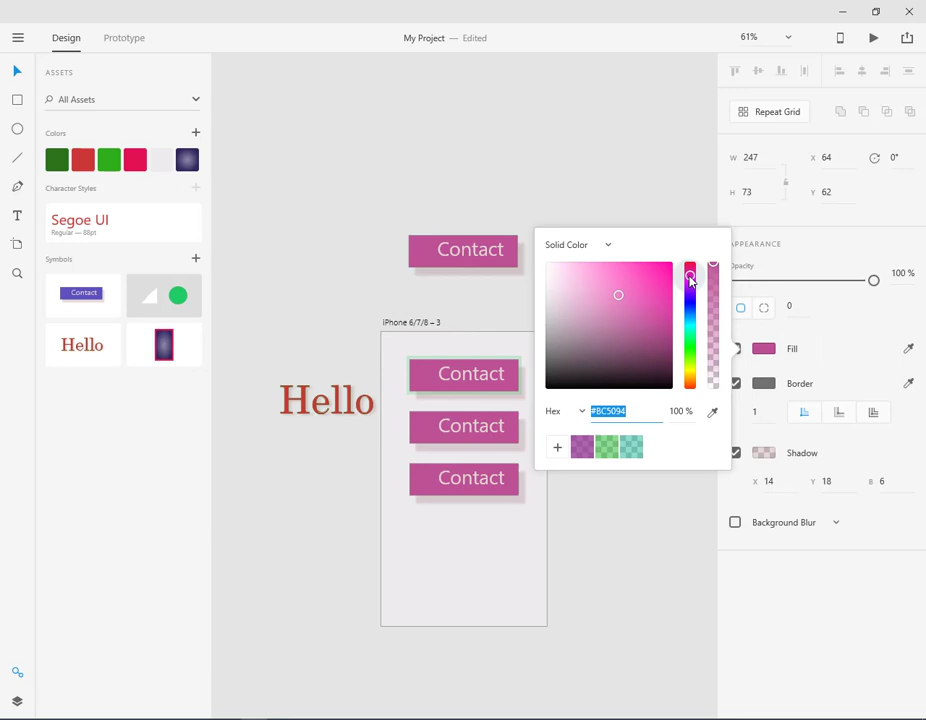 Design
Prototype
My Project — Edited
61%
ASSETS
All Assets
Colors
Character Styles
Segoe UI
Regular — 88pt
Symbols
Contact
Hello
Contact
iPhone 6/7/8 – 3
Hello
Contact
Contact
Contact
Solid Color
Hex
#BC5094
100 %
Repeat Grid
W 247
X 64
0°
H 73
Y 62
APPEARANCE
Opacity
100 %
0
Fill
Border
1
Shadow
X 14
Y 18
B 6
Background Blur